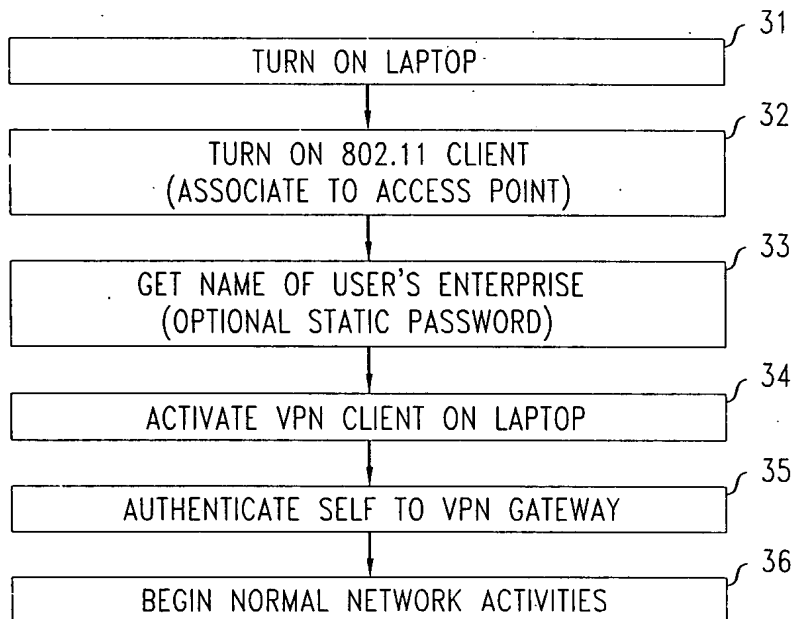 31
TURN ON LAPTOP
32
TURN ON 802.11 CLIENT
(ASSOCIATE TO ACCESS POINT)
33
GET NAME OF USER'S ENTERPRISE
(OPTIONAL STATIC PASSWORD)
34
ACTIVATE VPN CLIENT ON LAPTOP
35
AUTHENTICATE SELF TO VPN GATEWAY
36
BEGIN NORMAL NETWORK ACTIVITIES